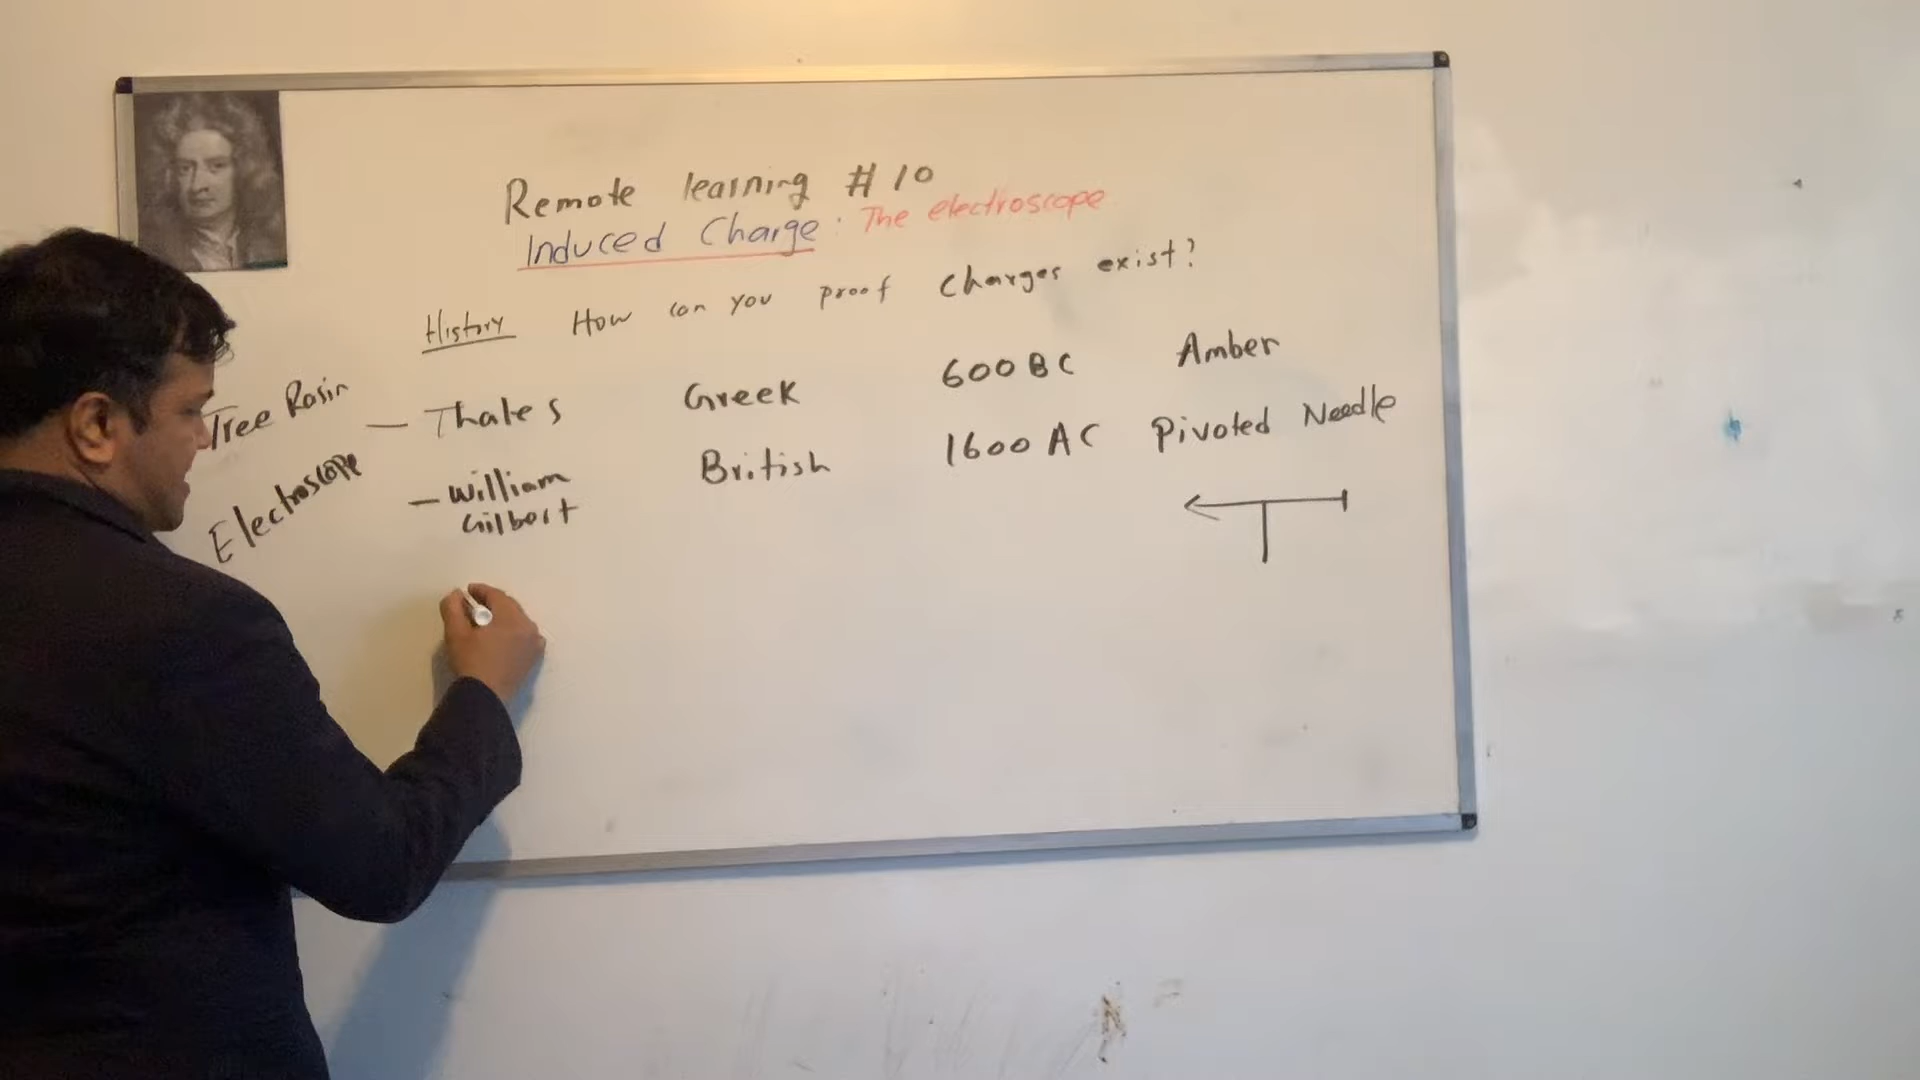 Remote learning #10
Induced Charge: The electroscope
History How can you proof Charges exist?
Tree Rasin — Thales Greek 600 BC Amber
Electroscope — William Gilbert British 1600 AC Pivoted Needle